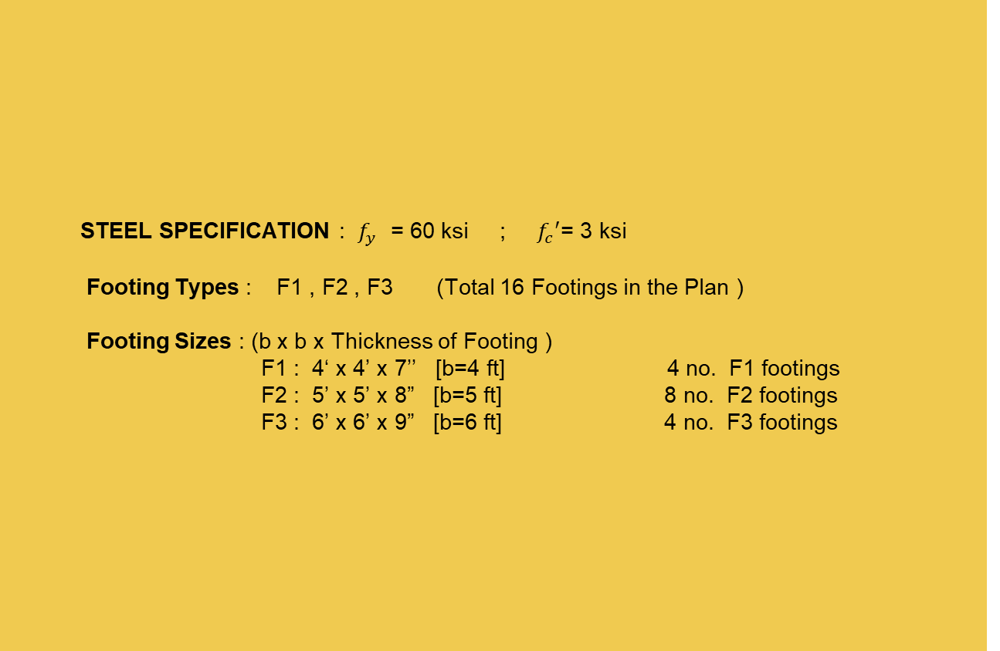 STEEL SPECIFICATION : f_y = 60 ksi ; f_c′= 3 ksi
Footing Types : F1 , F2 , F3 (Total 16 Footings in the Plan )
Footing Sizes : (b x b x Thickness of Footing )
F1 : 4‘ x 4’ x 7’’ [b=4 ft] 4 no. F1 footings
F2 : 5’ x 5’ x 8” [b=5 ft] 8 no. F2 footings
F3 : 6’ x 6’ x 9” [b=6 ft] 4 no. F3 footings